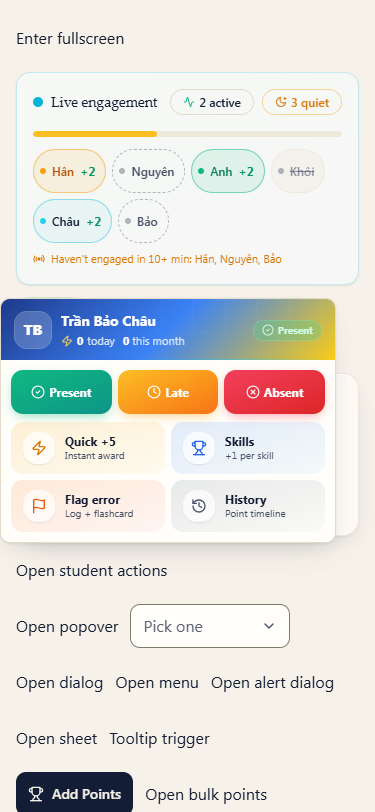 Enter fullscreen
Live engagement
2 active
3 quiet
Hân +2
Nguyên
Anh +2
Khôi
Châu +2
Bảo
Haven't engaged in 10+ min: Hân, Nguyên, Bảo
TB
Trần Bảo Châu
0 today 0 this month
Present
Present
Late
Absent
Quick +5
Instant award
Skills
+1 per skill
Flag error
Log + flashcard
History
Point timeline
Open student actions
Open popover
Pick one
Open dialog
Open menu
Open alert dialog
Open sheet
Tooltip trigger
Add Points
Open bulk points